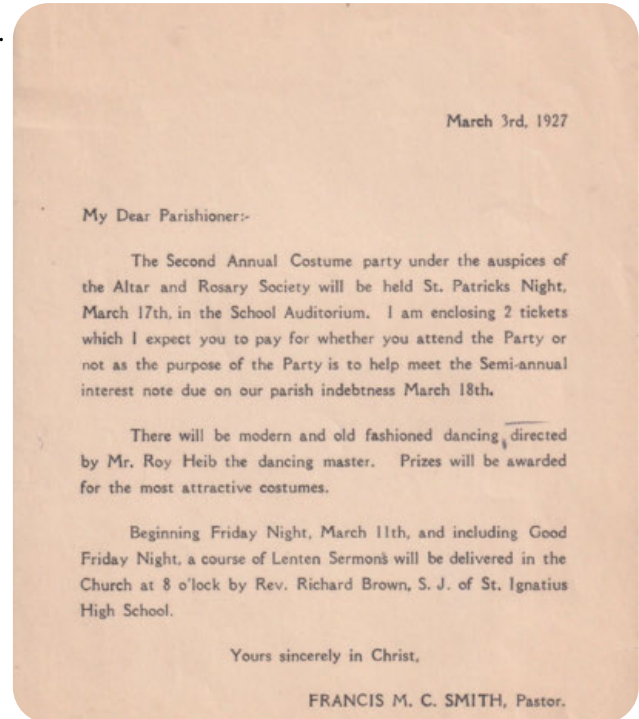 March 3rd, 1927
My Dear Parishioner:-
The Second Annual Costume party under the auspices of
the Altar and Rosary Society will be held St. Patricks Night,
March 17th, in the School Auditorium. I am enclosing 2 tickets
which I expect you to pay for whether you attend the Party or
not as the purpose of the Party is to help meet the Semi-annual
interest note due on our parish indebtness March 18th.
There will be modern and old fashioned dancing, directed
by Mr. Roy Heib the dancing master. Prizes will be awarded
for the most attractive costumes.
Beginning Friday Night, March 11th, and including Good
Friday Night, a course of Lenten Sermons will be delivered in the
Church at 8 o'lock by Rev. Richard Brown, S. J. of St. Ignatius
High School.
Yours sincerely in Christ,
FRANCIS M. C. SMITH, Pastor.